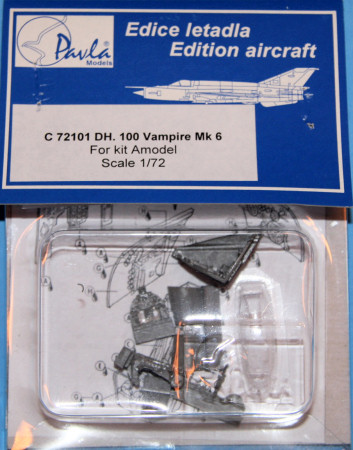 Pavla
Models
Edice letadla
Edition aircraft
C 72101 DH. 100 Vampire Mk 6
For kit Amodel
Scale 1/72